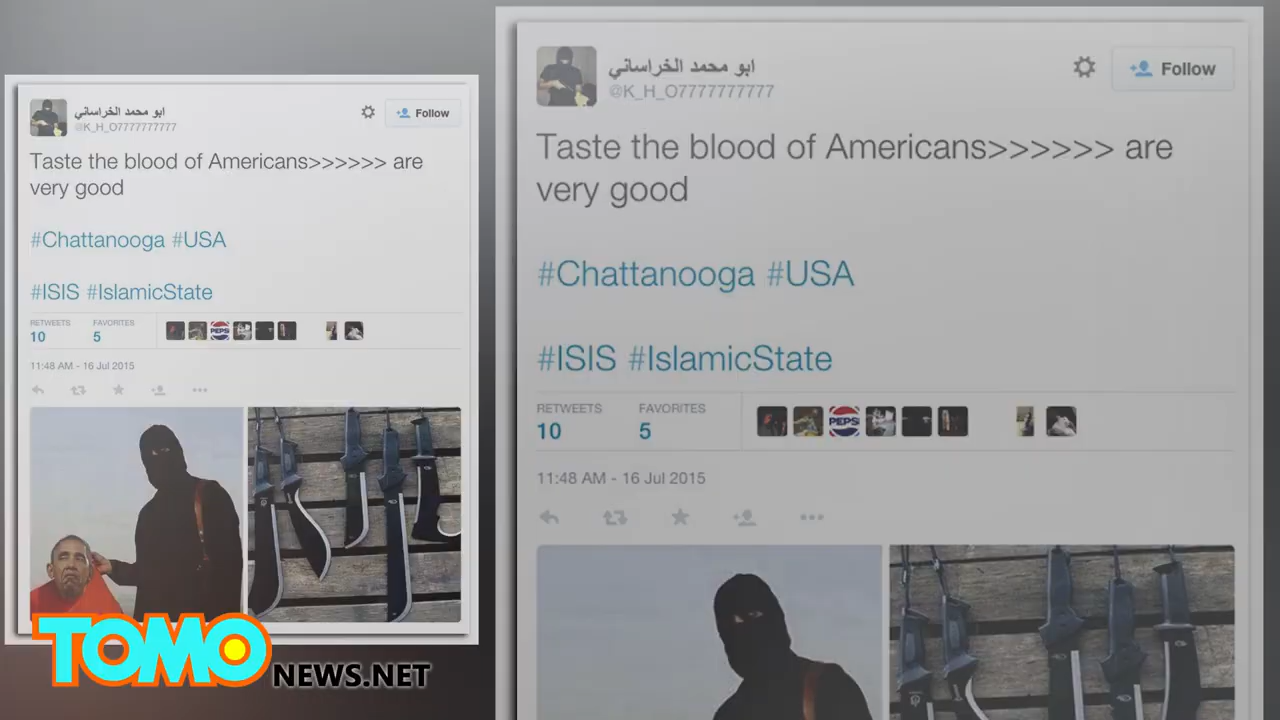 ابو محمد الخراساني
@K_H_O7777777777
Follow
Taste the blood of Americans>>>>>> are
very good
#Chattanooga #USA
#ISIS #IslamicState
RETWEETS
FAVORITES
10
5
PEPS
11:48 AM - 16 Jul 2015
TOMO
NEWS.NET
ابو محمد الخراساني
@K_H_O7777777777
Follow
Taste the blood of Americans>>>>>> are
very good
#Chattanooga #USA
#ISIS #IslamicState
RETWEETS
FAVORITES
10
5
PEPS
11:48 AM - 16 Jul 2015